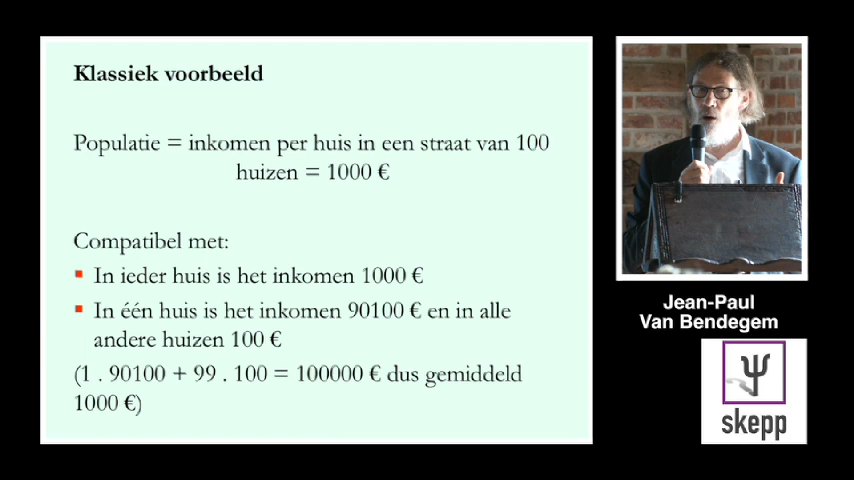 Klassiek voorbeeld
Populatie = inkomen per huis in een straat van 100
huizen = 1000 €
Compatibel met:
In ieder huis is het inkomen 1000 €
In één huis is het inkomen 90100 € en in alle
andere huizen 100 €
(1 . 90100 + 99 . 100 = 100000 € dus gemiddeld
1000 €)
Jean-Paul
Van Bendegem
Ψ
skepp